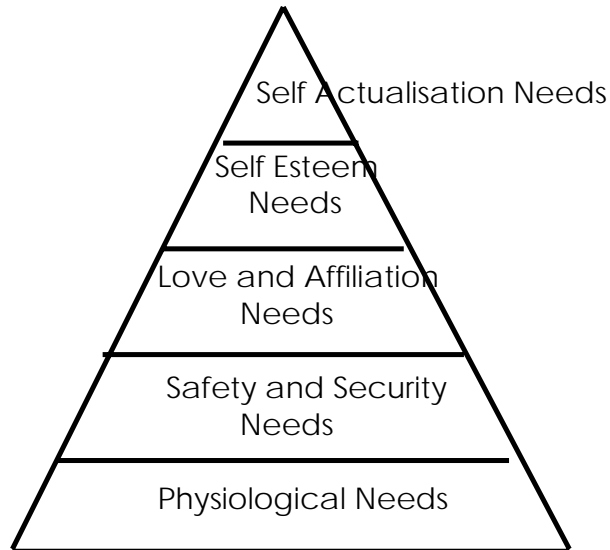 Self Actualisation Needs
Self Esteem
Needs
Love and Affiliation
Needs
Safety and Security
Needs
Physiological Needs